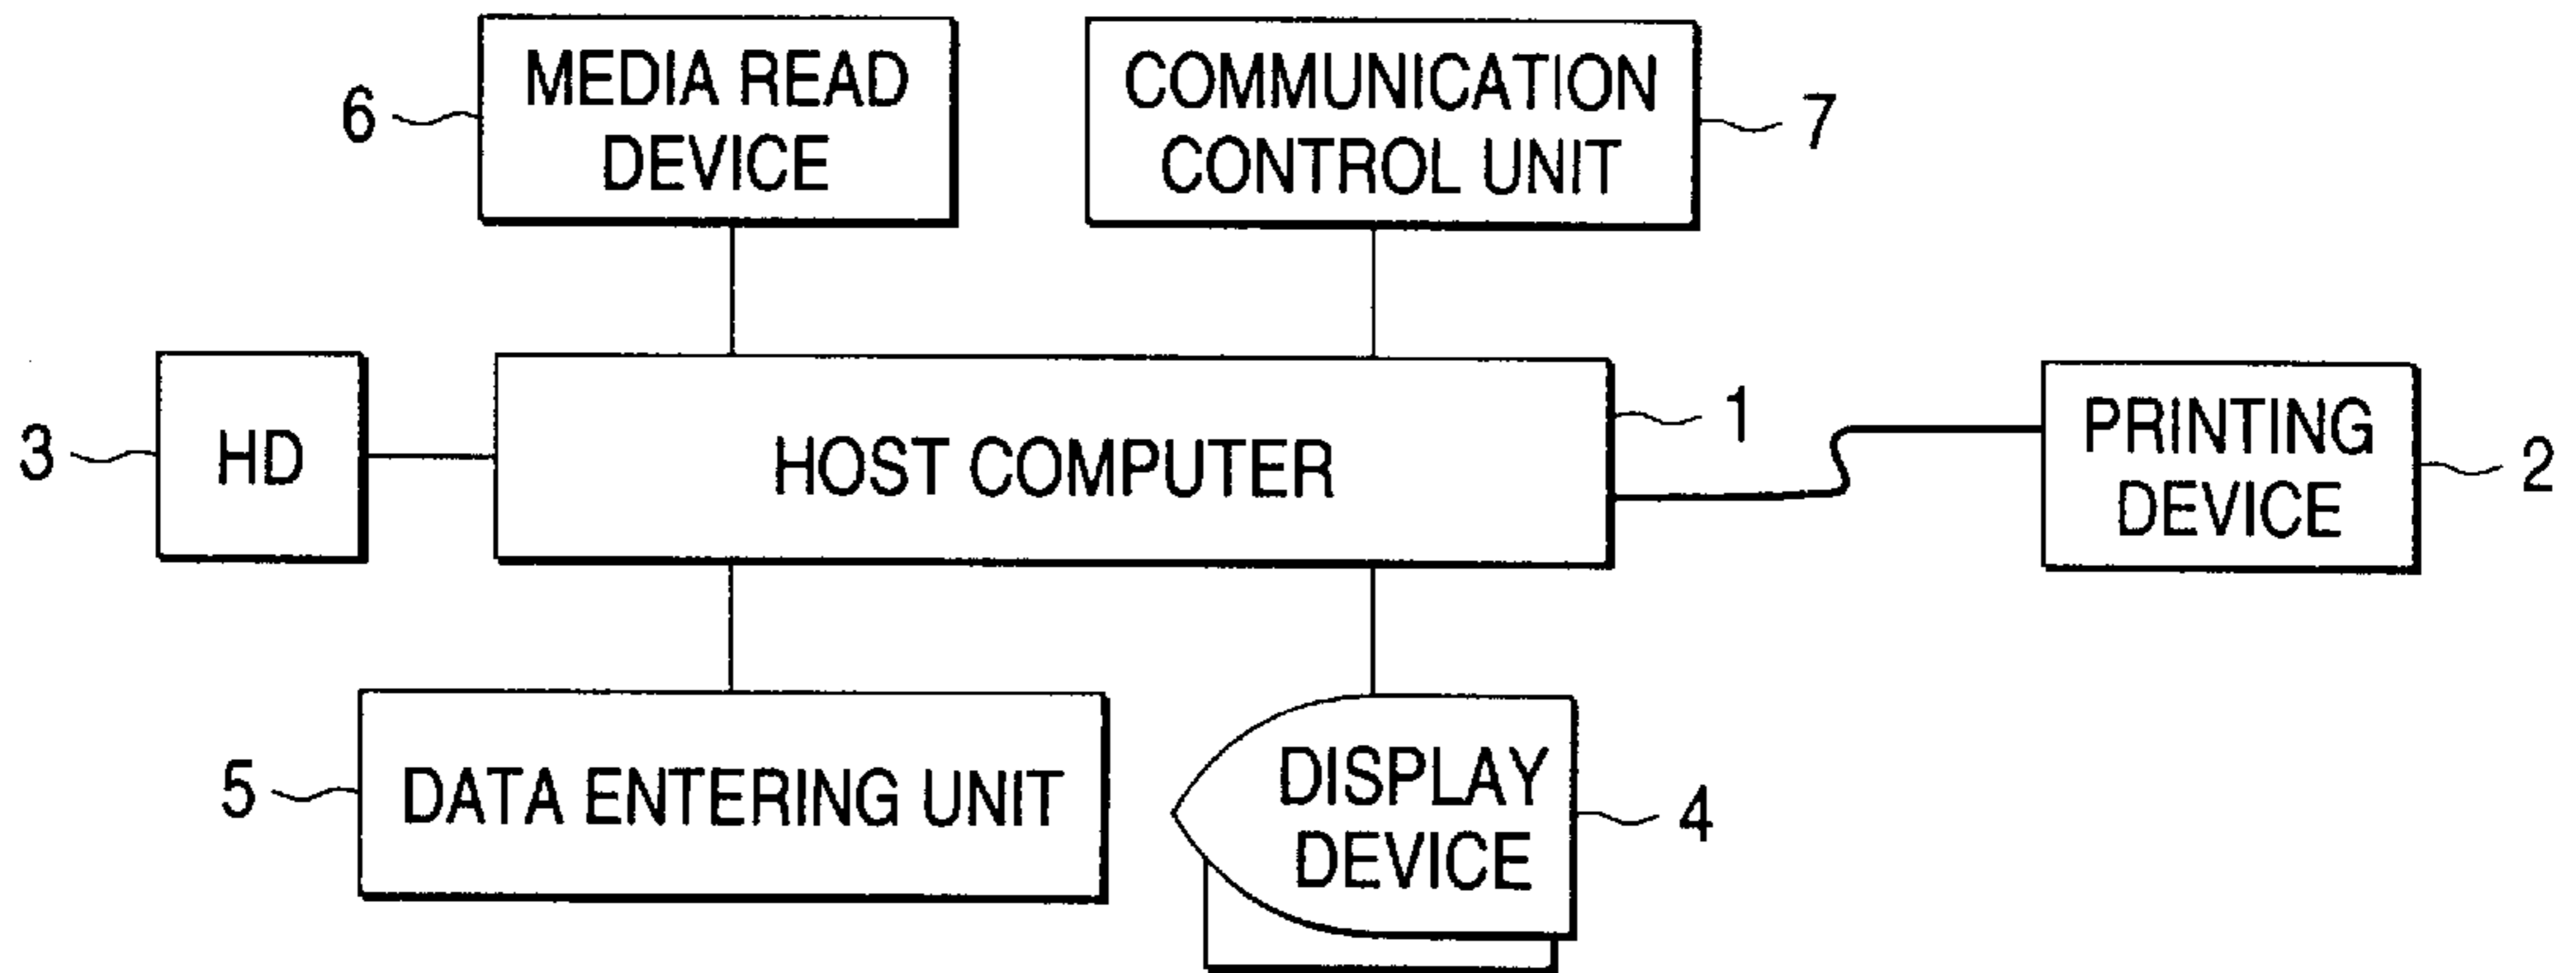 MEDIA READ
DEVICE
6
COMMUNICATION
CONTROL UNIT
7
3
HD
HOST COMPUTER
1
PRINTING
DEVICE
2
5
DATA ENTERING UNIT
DISPLAY
DEVICE
4